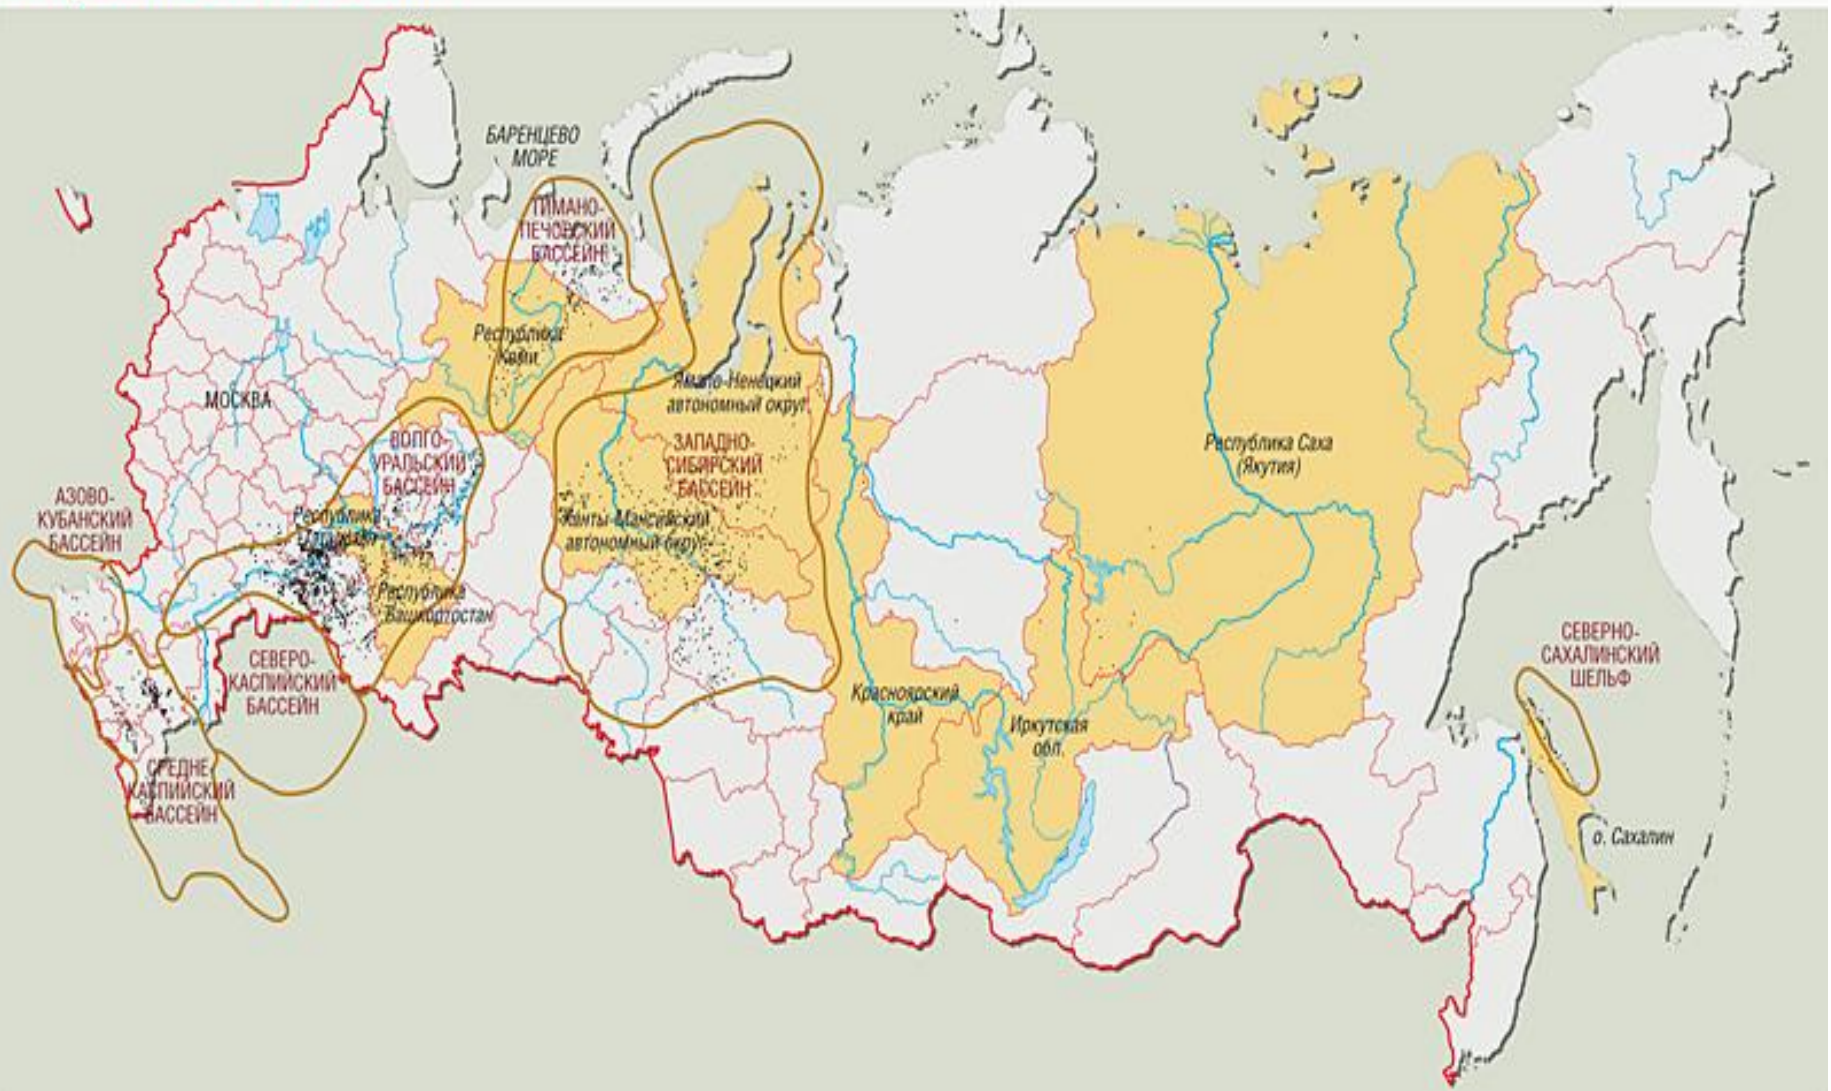 БАРЕНЦЕВО
МОРЕ
ТИМАНО-
ПЕЧОРСКИЙ
БАССЕЙН
Республика
Коми
МОСКВА
Ямало-Ненецкий
автономный округ
ВОЛГО-
УРАЛЬСКИЙ
БАССЕЙН
ЗАПАДНО-
СИБИРСКИЙ
БАССЕЙН
Республика Саха
(Якутия)
АЗОВО-
КУБАНСКИЙ
БАССЕЙН
Республика
Ханты-Мансийский
автономный округ
Республика
Башкортостан
СЕВЕРО-
КАСПИЙСКИЙ
БАССЕЙН
СЕВЕРНО-
САХАЛИНСКИЙ
ШЕЛЬФ
Красноярский
край
Иркутская
обл.
СРЕДНЕ-
КАСПИЙСКИЙ
БАССЕЙН
о. Сахалин